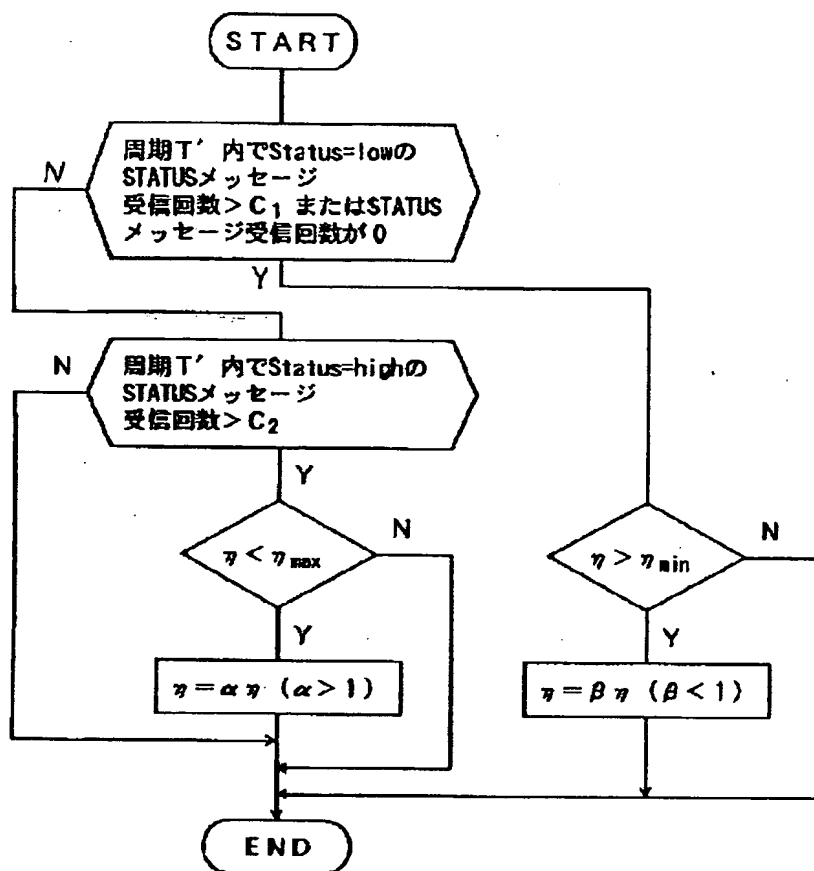 START
周期T′ 内でStatus=lowの
STATUSメッセージ
受信回数>C₁ またはSTATUS
メッセージ受信回数が0
N
Y
周期T′ 内でStatus=highの
STATUSメッセージ
受信回数>C₂
N
Y
η<ηmax
N
Y
η=αη (α>1)
η>ηmin
N
Y
η=βη (β<1)
END